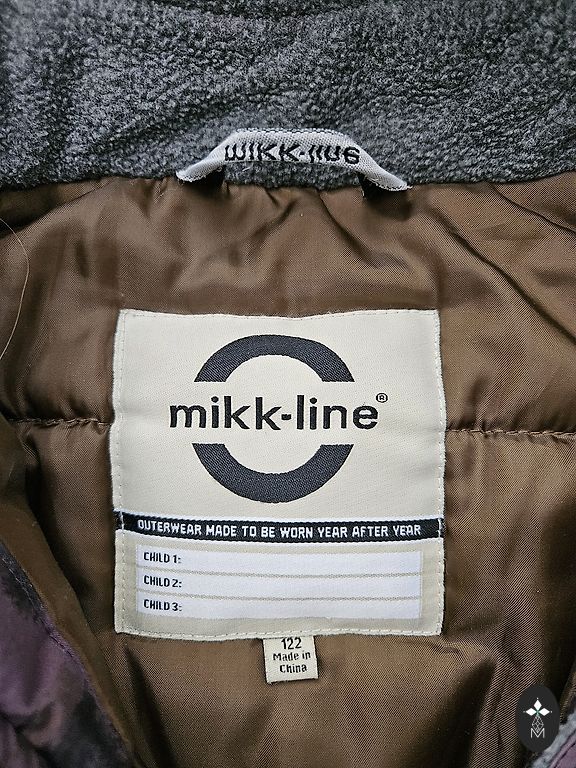 mikk-line
mikk-line®
OUTERWEAR MADE TO BE WORN YEAR AFTER YEAR
CHILD 1:
CHILD 2:
CHILD 3:
122
Made in
China
M